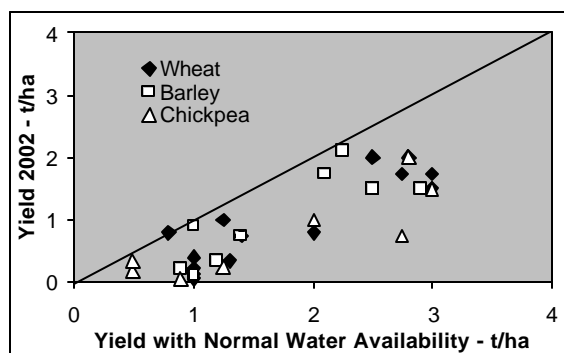 4
3
2
1
0
Yield 2002 - t/ha
Wheat
Barley
Chickpea
0 1 2 3 4
Yield with Normal Water Availability - t/ha